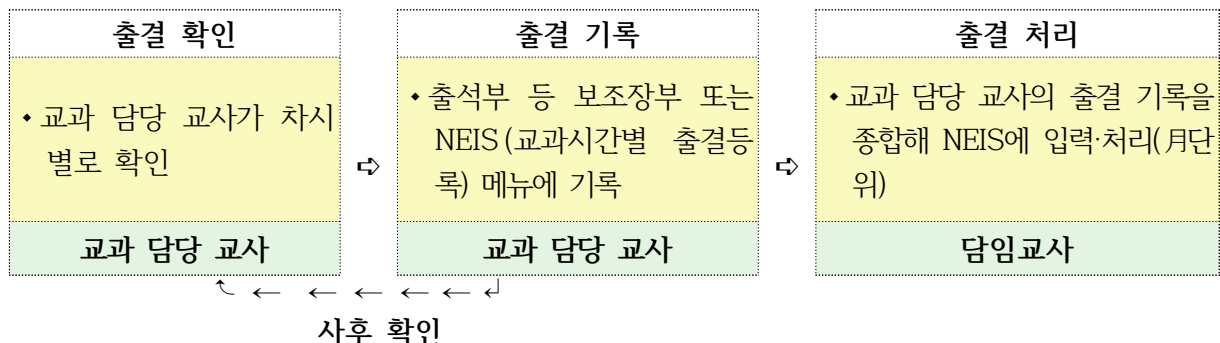 출결 확인
• 교과 담당 교사가 차시
별로 확인
교과 담당 교사
⇨
출결 기록
• 출석부 등 보조장부 또는
NEIS(교과시간별 출결등
록) 메뉴에 기록
교과 담당 교사
⇨
출결 처리
• 교과 담당 교사의 출결 기록을
종합해 NEIS에 입력·처리(月단
위)
담임교사
← ← ← ← ← ↲
사후 확인